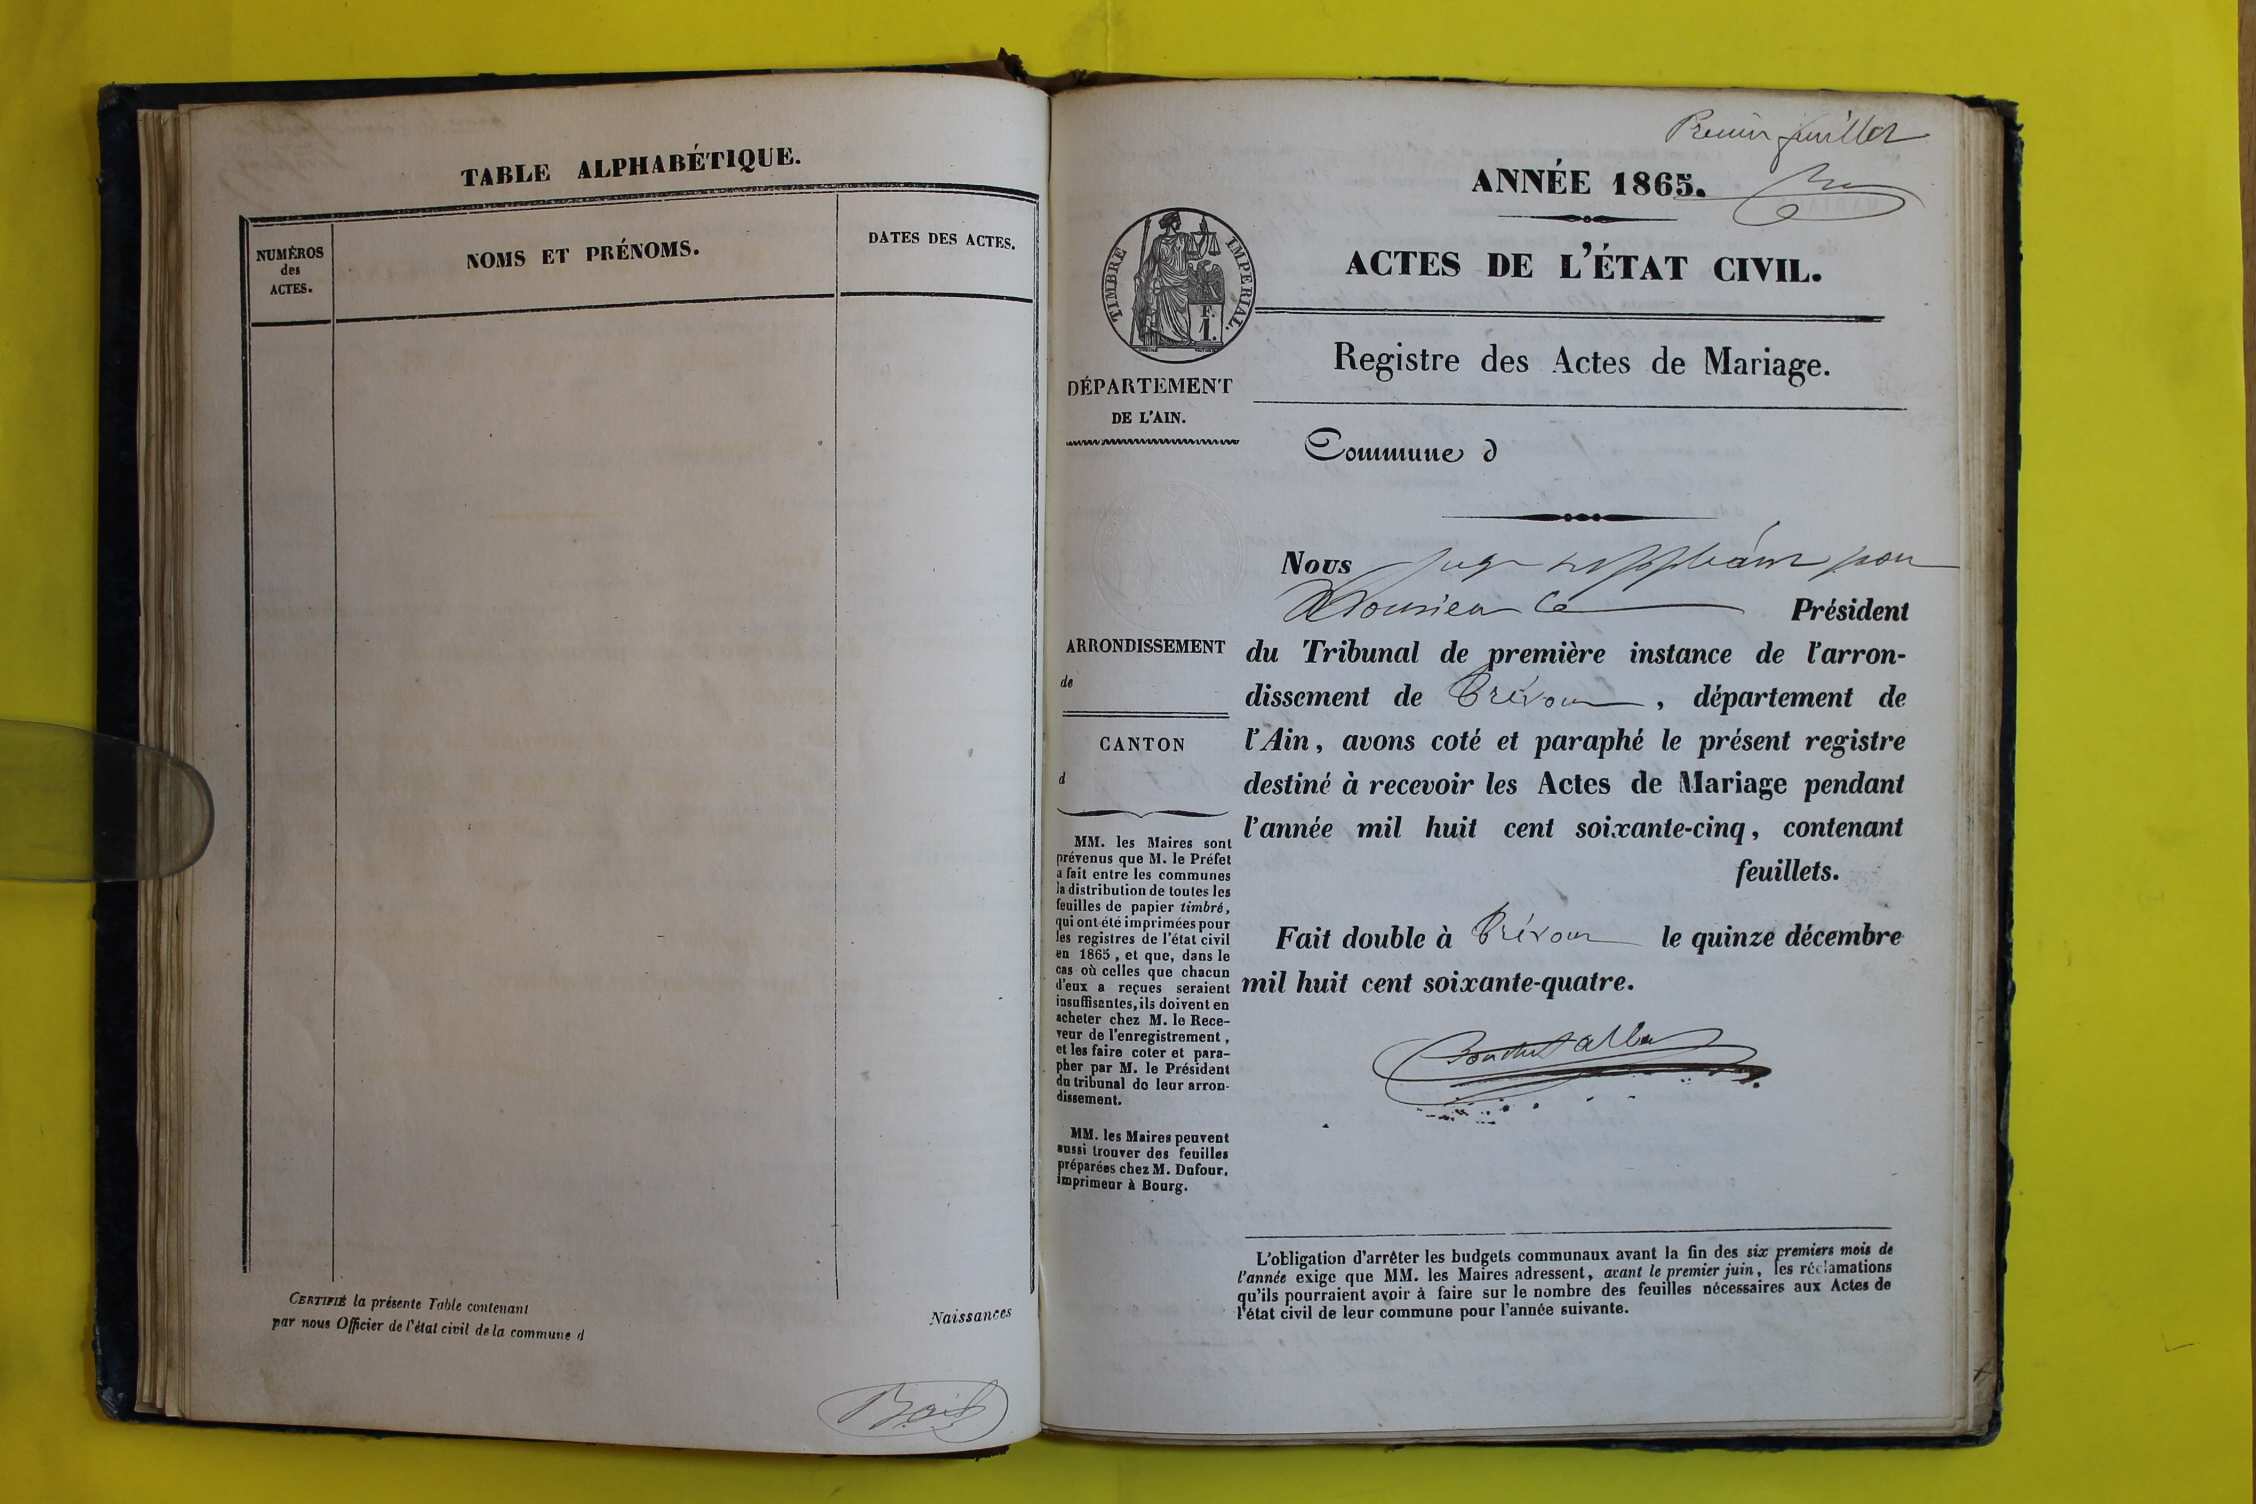 TABLE ALPHABÉTIQUE.
NUMÉROS
des
ACTES.
NOMS ET PRÉNOMS.
DATES DES ACTES.
CERTIFIÉ la présente Table contenant
Naissances
par nous Officier de l'état civil de la commune d
Premier feuillet
ANNÉE 1865.
ACTES DE L'ÉTAT CIVIL.
Registre des Actes de Mariage.
TIMBRE IMPERIAL.
F.
1.
DÉPARTEMENT
DE L'AIN.
Commune d
Nous Juge suppléant pour
Monsieur le Président
du Tribunal de première instance de l'arron-
dissement de Trévoux, département de
l'Ain, avons coté et paraphé le présent registre
destiné à recevoir les Actes de Mariage pendant
l'année mil huit cent soixante-cinq, contenant
feuillets.
Fait double à Trévoux le quinze décembre
mil huit cent soixante-quatre.
ARRONDISSEMENT
de
CANTON
d
MM. les Maires sont
prévenus que M. le Préfet
a fait entre les communes
la distribution de toutes les
feuilles de papier timbré,
qui ont été imprimées pour
les registres de l'état civil
en 1865, et que, dans le
cas où celles que chacun
d'eux a reçues seraient
insuffisantes, ils doivent en
acheter chez M. le Rece-
veur de l'enregistrement,
et les faire coter et para-
pher par M. le Président
du tribunal de leur arron-
dissement.
MM. les Maires peuvent
aussi trouver des feuilles
préparées chez M. Dufour,
imprimeur à Bourg.
L'obligation d'arrêter les budgets communaux avant la fin des six premiers mois de
l'année exige que MM. les Maires adressent, avant le premier juin, les réclamations
qu'ils pourraient avoir à faire sur le nombre des feuilles nécessaires aux Actes de
l'état civil de leur commune pour l'année suivante.